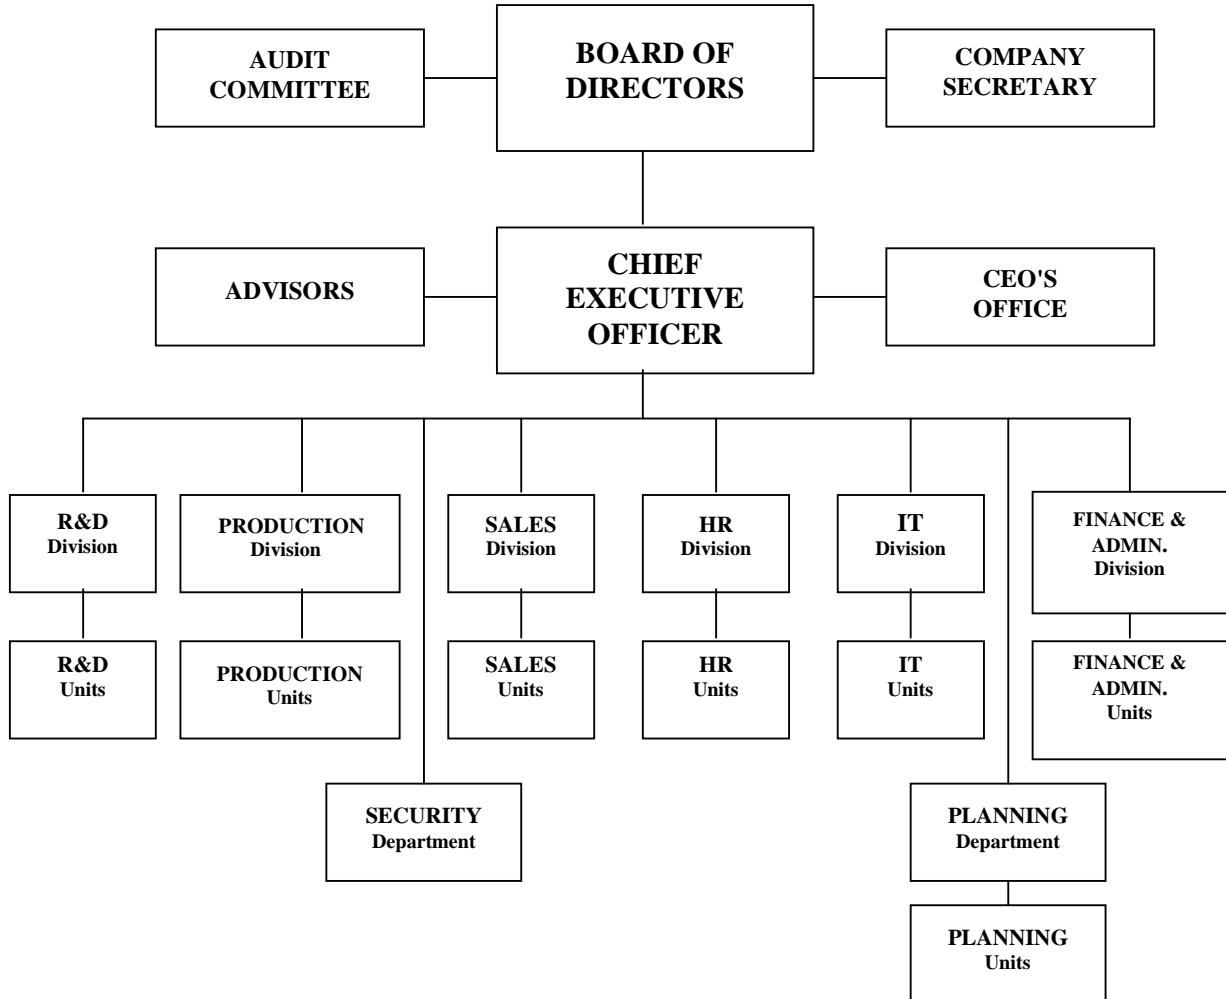 AUDIT
COMMITTEE
BOARD OF
DIRECTORS
COMPANY
SECRETARY
ADVISORS
CHIEF
EXECUTIVE
OFFICER
CEO'S
OFFICE
R&D
Division
PRODUCTION
Division
SALES
Division
HR
Division
IT
Division
FINANCE &
ADMIN.
Division
R&D
Units
PRODUCTION
Units
SALES
Units
HR
Units
IT
Units
FINANCE &
ADMIN.
Units
SECURITY
Department
PLANNING
Department
PLANNING
Units